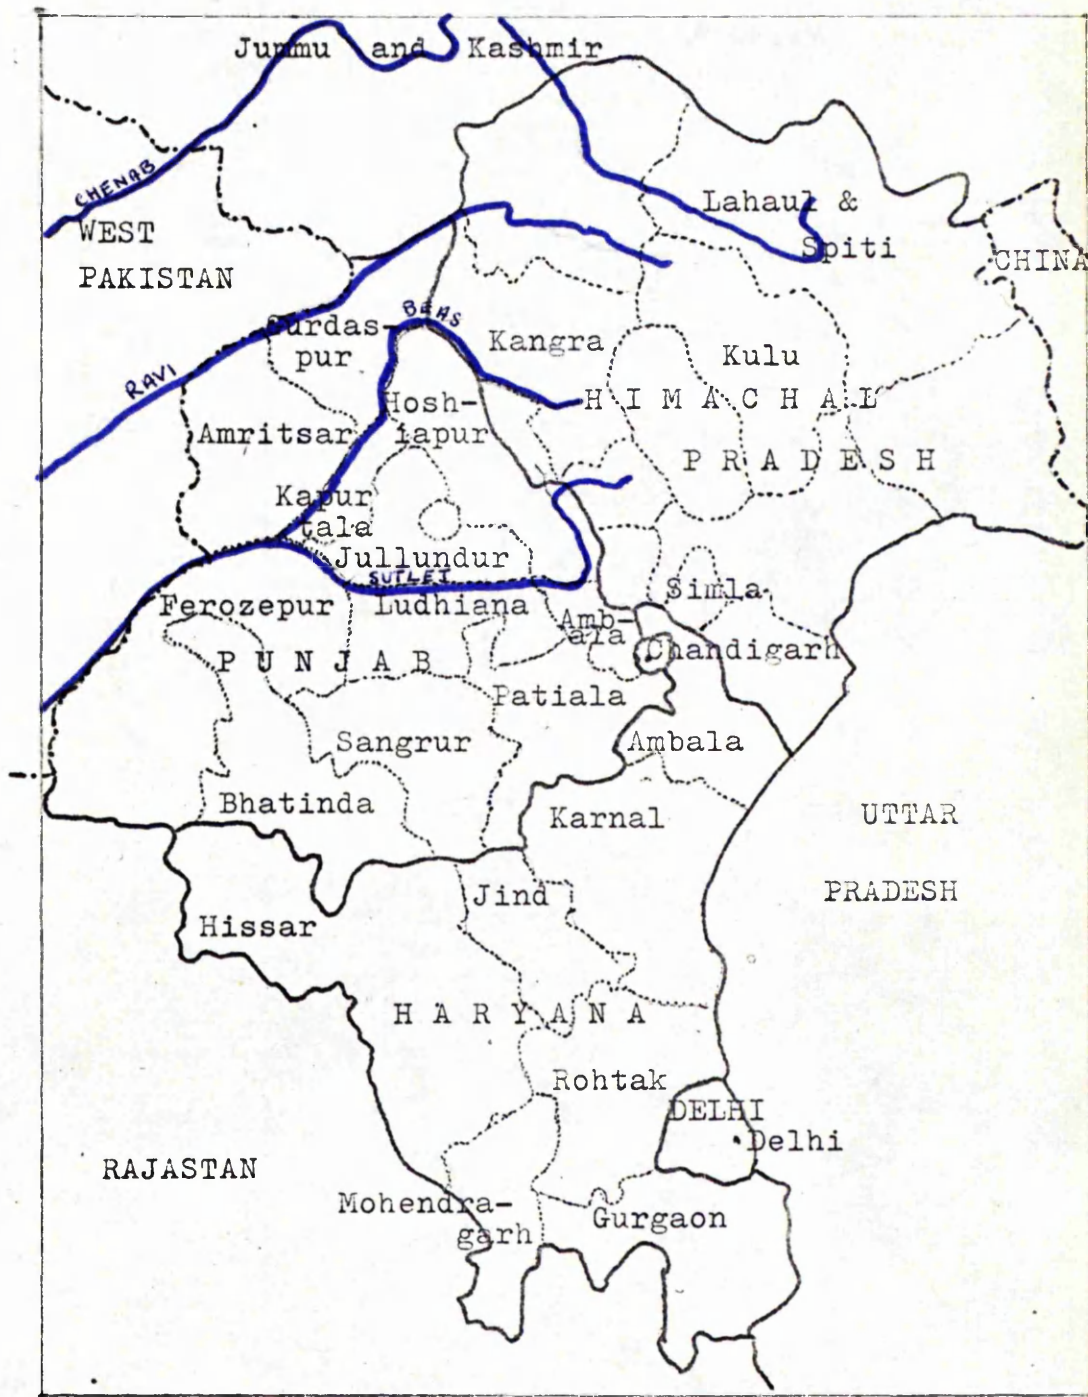 Jummu and Kashmir
CHENAB
WEST
PAKISTAN
Lahaul &
Spiti
CHINA
RAVI
BEAS
Gurdas-
pur
Kangra
Kulu
HIMACHAL
PRADESH
Hosh-
iapur
Amritsar
Kapur
tala
Jullundur
SUTLEJ
Ferozepur
Ludhiana
Simla
Amb-
ala
Chandigarh
PUNJAB
Patiala
Sangrur
Ambala
Bhatinda
Karnal
UTTAR
PRADESH
Jind
Hissar
HARYANA
Rohtak
DELHI
Delhi
RAJASTAN
Mohendra-
garh
Gurgaon